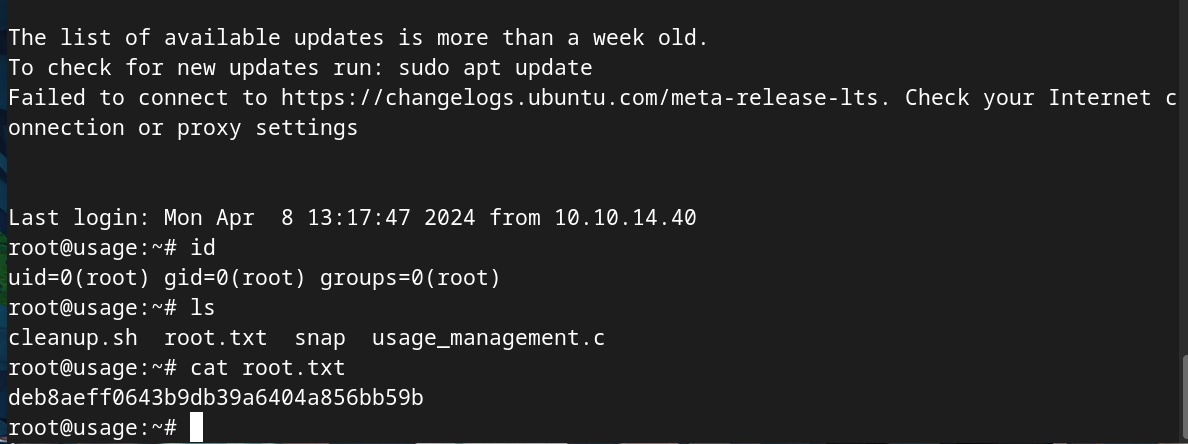 The list of available updates is more than a week old.
To check for new updates run: sudo apt update
Failed to connect to https://changelogs.ubuntu.com/meta-release-lts. Check your Internet c
onnection or proxy settings
Last login: Mon Apr  8 13:17:47 2024 from 10.10.14.40
root@usage:~# id
uid=0(root) gid=0(root) groups=0(root)
root@usage:~# ls
cleanup.sh  root.txt  snap  usage_management.c
root@usage:~# cat root.txt
deb8aeff0643b9db39a6404a856bb59b
root@usage:~#